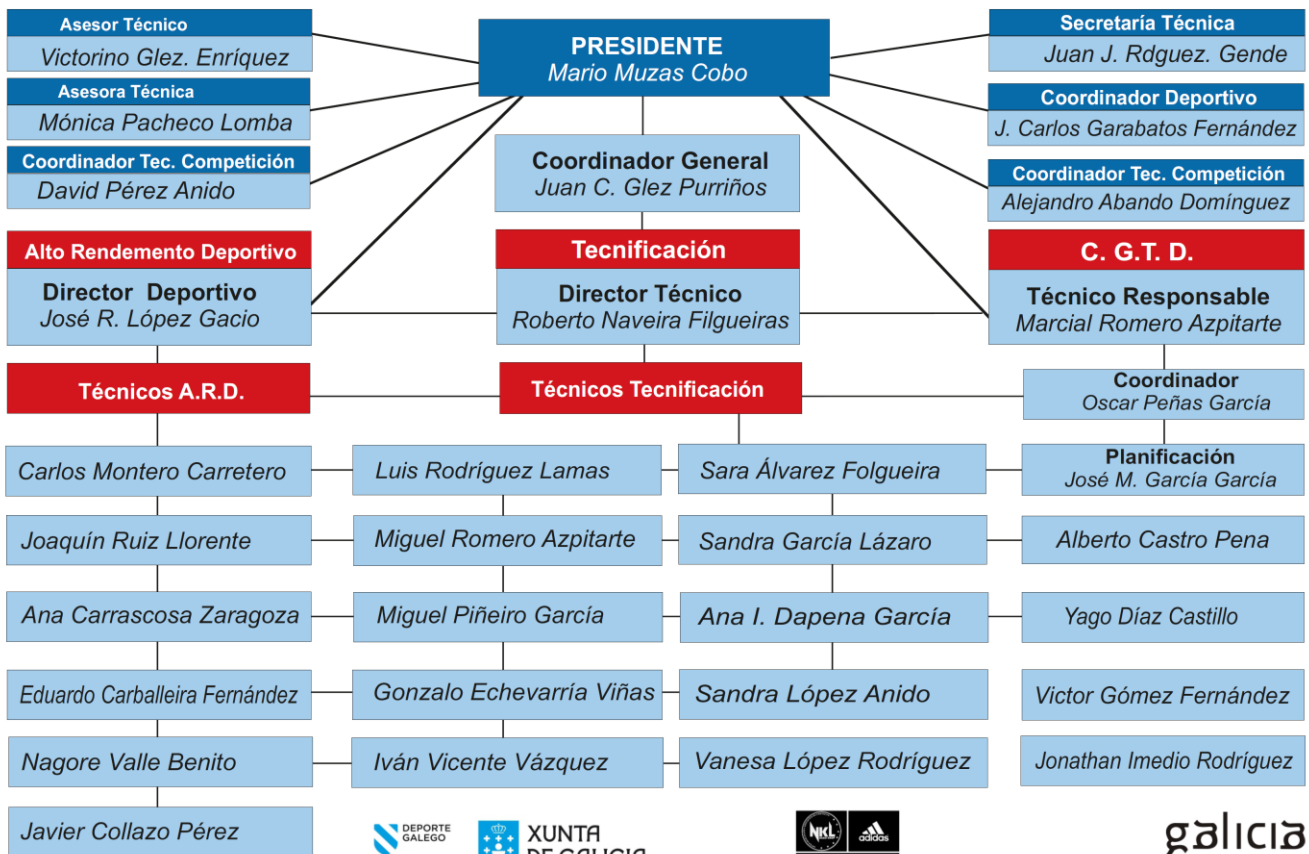 Asesor Técnico
Victorino Glez. Enríquez
Asesora Técnica
Mónica Pacheco Lomba
Coordinador Tec. Competición
David Pérez Anido
PRESIDENTE
Mario Muzas Cobo
Secretaría Técnica
Juan J. Rdguez. Gende
Coordinador Deportivo
J. Carlos Garabatos Fernández
Coordinador Tec. Competición
Alejandro Abando Domínguez
Coordinador General
Juan C. Glez Purriños
Alto Rendemento Deportivo
Director Deportivo
José R. López Gacio
Tecnificación
Director Técnico
Roberto Naveira Filgueiras
C. G.T. D.
Técnico Responsable
Marcial Romero Azpitarte
Técnicos A.R.D.
Técnicos Tecnificación
Coordinador
Oscar Peñas García
Carlos Montero Carretero
Luis Rodríguez Lamas
Sara Álvarez Folgueira
Planificación
José M. García García
Joaquín Ruiz Llorente
Miguel Romero Azpitarte
Sandra García Lázaro
Alberto Castro Pena
Ana Carrascosa Zaragoza
Miguel Piñeiro García
Ana I. Dapena García
Yago Díaz Castillo
Eduardo Carballeira Fernández
Gonzalo Echevarría Viñas
Sandra López Anido
Victor Gómez Fernández
Nagore Valle Benito
Iván Vicente Vázquez
Vanesa López Rodríguez
Jonathan Imedio Rodríguez
Javier Collazo Pérez
DEPORTE
GALEGO
XUNTA
DE GALICIA
NKL
adidas
galicia